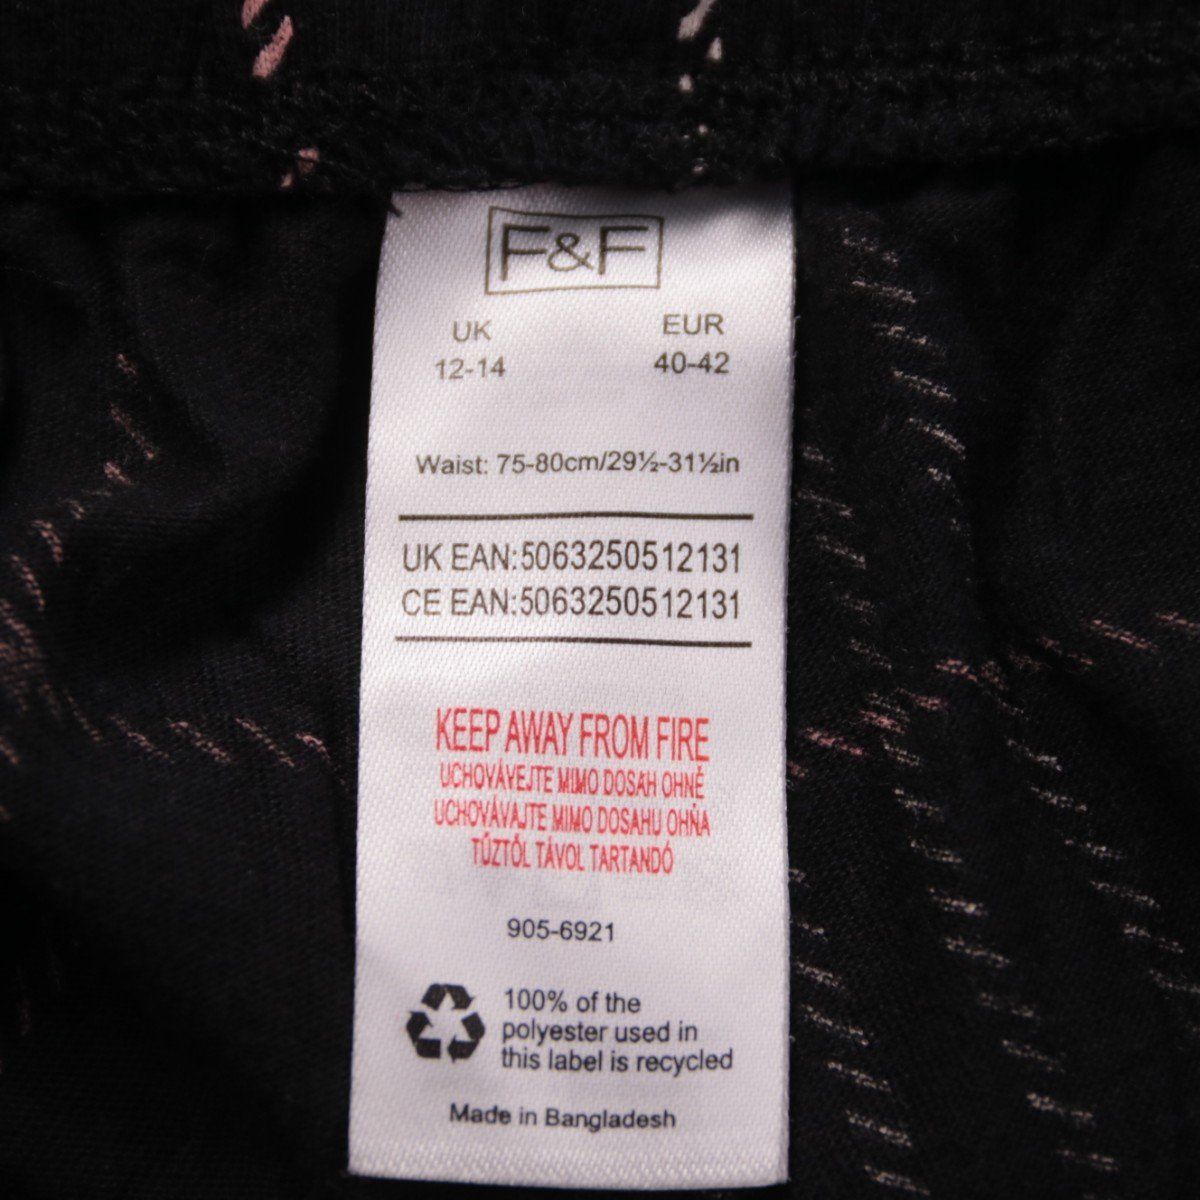 F&F
UK EUR
12-14 40-42
Waist: 75-80cm/29½-31½in
UK EAN:5063250512131
CE EAN:5063250512131
KEEP AWAY FROM FIRE
UCHOVÁVEJTE MIMO DOSAH OHNĚ
UCHOVÁVAJTE MIMO DOSAHU OHŇA
TŰZTŐL TÁVOL TARTANDÓ
905-6921
100% of the
polyester used in
this label is recycled
Made in Bangladesh